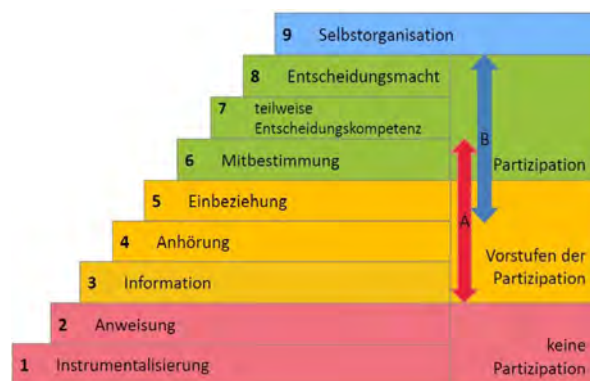 9 Selbstorganisation
8 Entscheidungsmacht
7 teilweise
Entscheidungskompetenz
6 Mitbestimmung
B
Partizipation
5 Einbeziehung
4 Anhörung
A
Vorstufen der
Partizipation
3 Information
2 Anweisung
keine
Partizipation
1 Instrumentalisierung